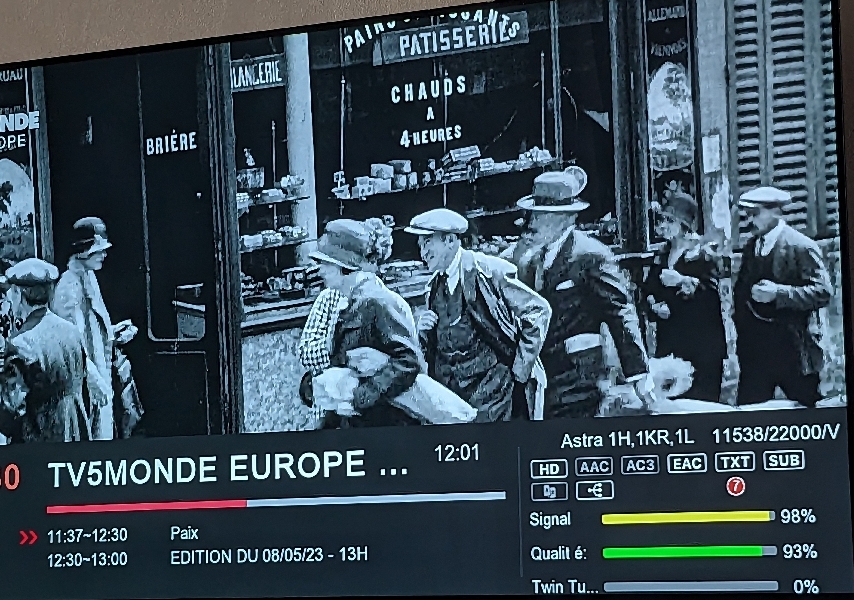 PAINS
PATISSERIES
LANGERIE
CHAUDS
A
4 HEURES
BRIÈRE
NDE
OPE
TV5MONDE EUROPE ...
12:01
11:37~12:30 Paix
12:30~13:00 EDITION DU 08/05/23 - 13H
Astra 1H,1KR,1L 11538/22000/V
HD AAC AC3 EAC TXT SUB
7
Signal 98%
Qualité: 93%
Twin Tu... 0%